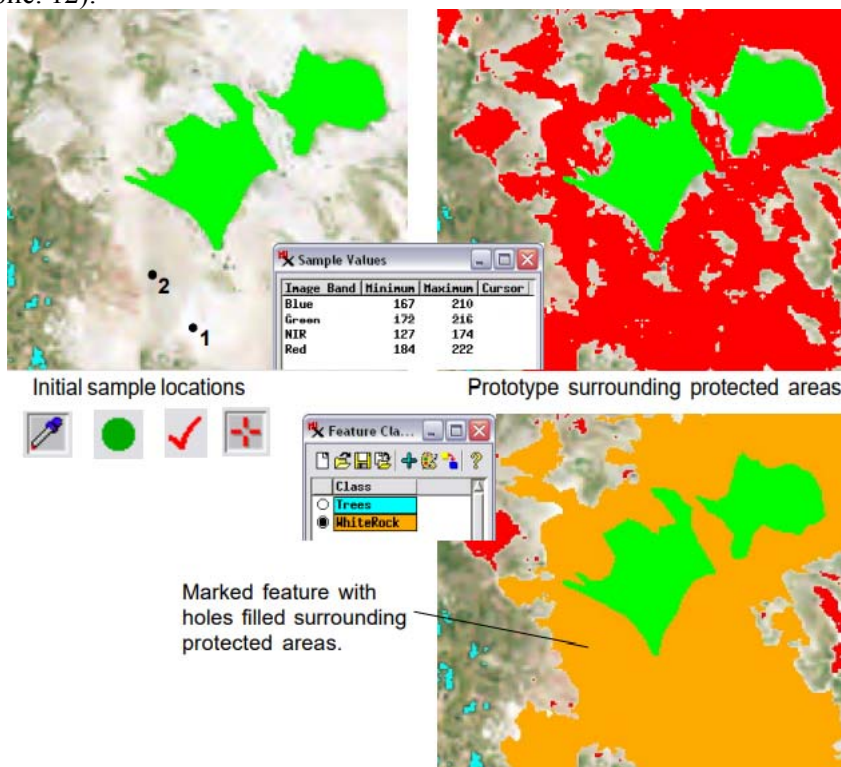 one: 12).
2
1
Sample Values
Image Band Minimum Maximum Cursor
Blue 167 210
Green 172 216
NIR 127 174
Red 184 222
Initial sample locations
Prototype surrounding protected areas
Feature Cla...
Class
Trees
WhiteRock
Marked feature with
holes filled surrounding
protected areas.